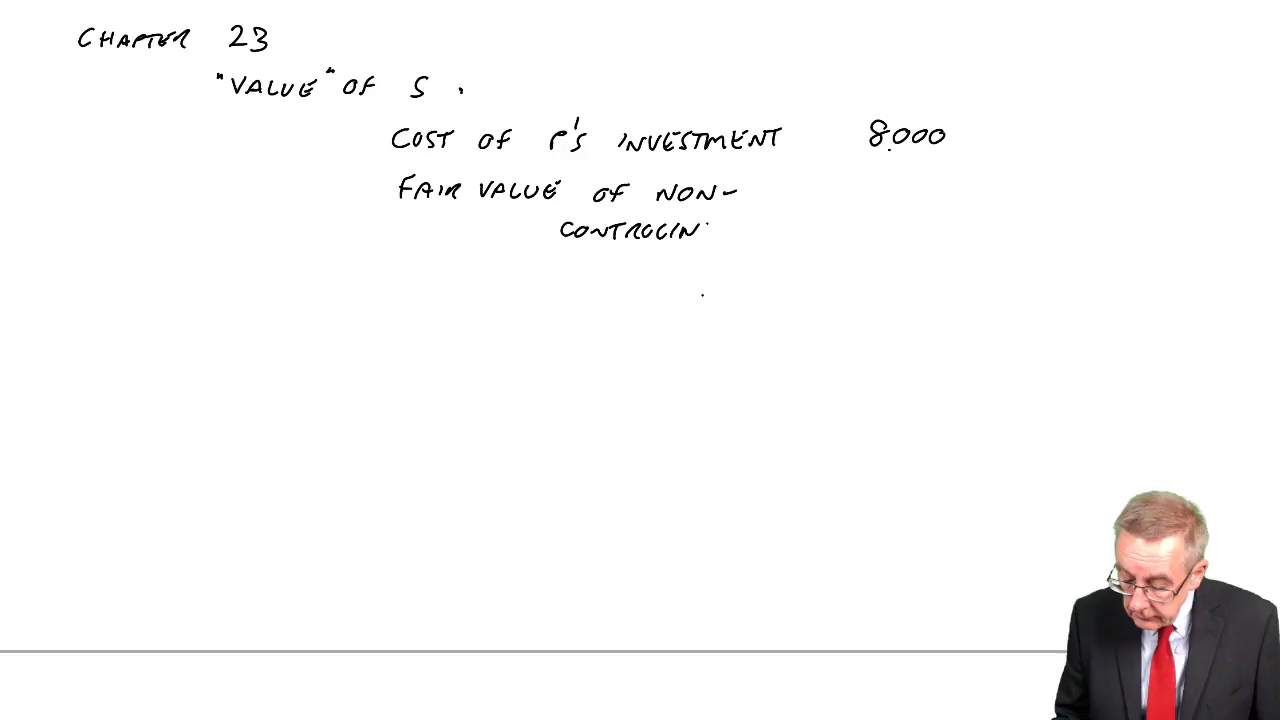 CHAPTER 23
"VALUE" OF S.
COST OF P'S INVESTMENT 8,000
FAIR VALUE OF NON-
CONTROLLIN